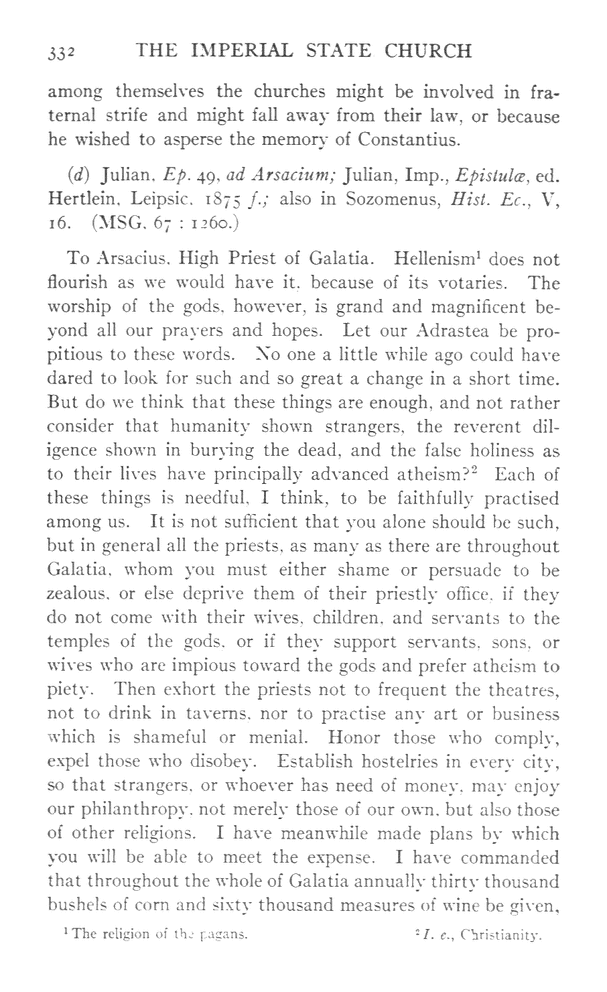 332 THE IMPERIAL STATE CHURCH
among themselves the churches might be involved in fra-
ternal strife and might fall away from their law, or because
he wished to asperse the memory of Constantius.
(d) Julian, Ep. 49, ad Arsacium; Julian, Imp., Epistulæ, ed.
Hertlein, Leipsic, 1875 f.; also in Sozomenus, Hist. Ec., V,
16. (MSG, 67 : 1260.)
To Arsacius, High Priest of Galatia. Hellenism¹ does not
flourish as we would have it, because of its votaries. The
worship of the gods, however, is grand and magnificent be-
yond all our prayers and hopes. Let our Adrastea be pro-
pitious to these words. No one a little while ago could have
dared to look for such and so great a change in a short time.
But do we think that these things are enough, and not rather
consider that humanity shown strangers, the reverent dil-
igence shown in burying the dead, and the false holiness as
to their lives have principally advanced atheism?² Each of
these things is needful, I think, to be faithfully practised
among us. It is not sufficient that you alone should be such,
but in general all the priests, as many as there are throughout
Galatia, whom you must either shame or persuade to be
zealous, or else deprive them of their priestly office, if they
do not come with their wives, children, and servants to the
temples of the gods, or if they support servants, sons, or
wives who are impious toward the gods and prefer atheism to
piety. Then exhort the priests not to frequent the theatres,
not to drink in taverns, nor to practise any art or business
which is shameful or menial. Honor those who comply,
expel those who disobey. Establish hostelries in every city,
so that strangers, or whoever has need of money, may enjoy
our philanthropy, not merely those of our own, but also those
of other religions. I have meanwhile made plans by which
you will be able to meet the expense. I have commanded
that throughout the whole of Galatia annually thirty thousand
bushels of corn and sixty thousand measures of wine be given,
¹ The religion of the pagans. ² I. e., Christianity.